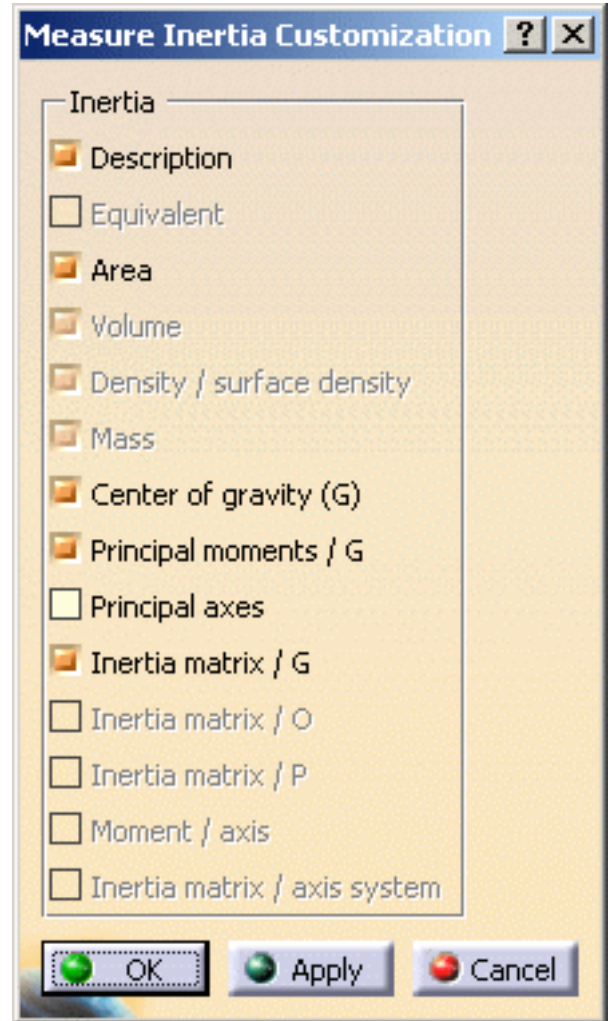 Measure Inertia Customization ? X
Inertia
Description
Equivalent
Area
Volume
Density / surface density
Mass
Center of gravity (G)
Principal moments / G
Principal axes
Inertia matrix / G
Inertia matrix / O
Inertia matrix / P
Moment / axis
Inertia matrix / axis system
OK Apply Cancel